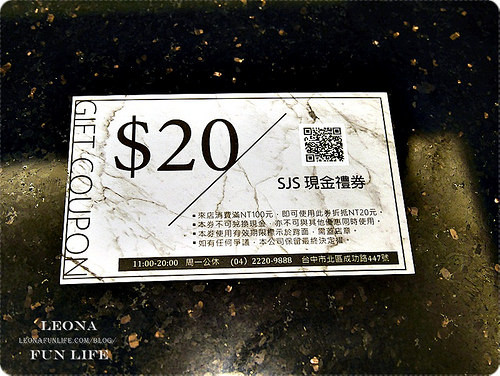 GIFT COUPON
$20
SJS 現金禮券
• 來店消費滿NT100元，即可使用此券折抵NT20元。
• 本券不可兌換現金，亦不可與其他優惠同時使用。
• 本券使用有效期限標示於背面，需蓋店章。
• 如有任何爭議，本公司保留最終決定權。
11:00-20:00 周一公休 (04) 2220-9888 台中市北區成功路447號
LEONA
LEONAFUNLIFE.COM/BLOG/
FUN LIFE